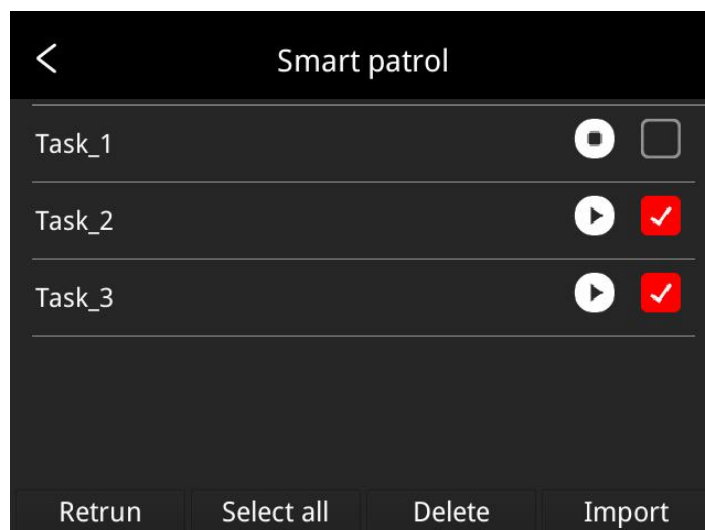 Smart patrol
Task_1
Task_2
Task_3
Retrun Select all Delete Import